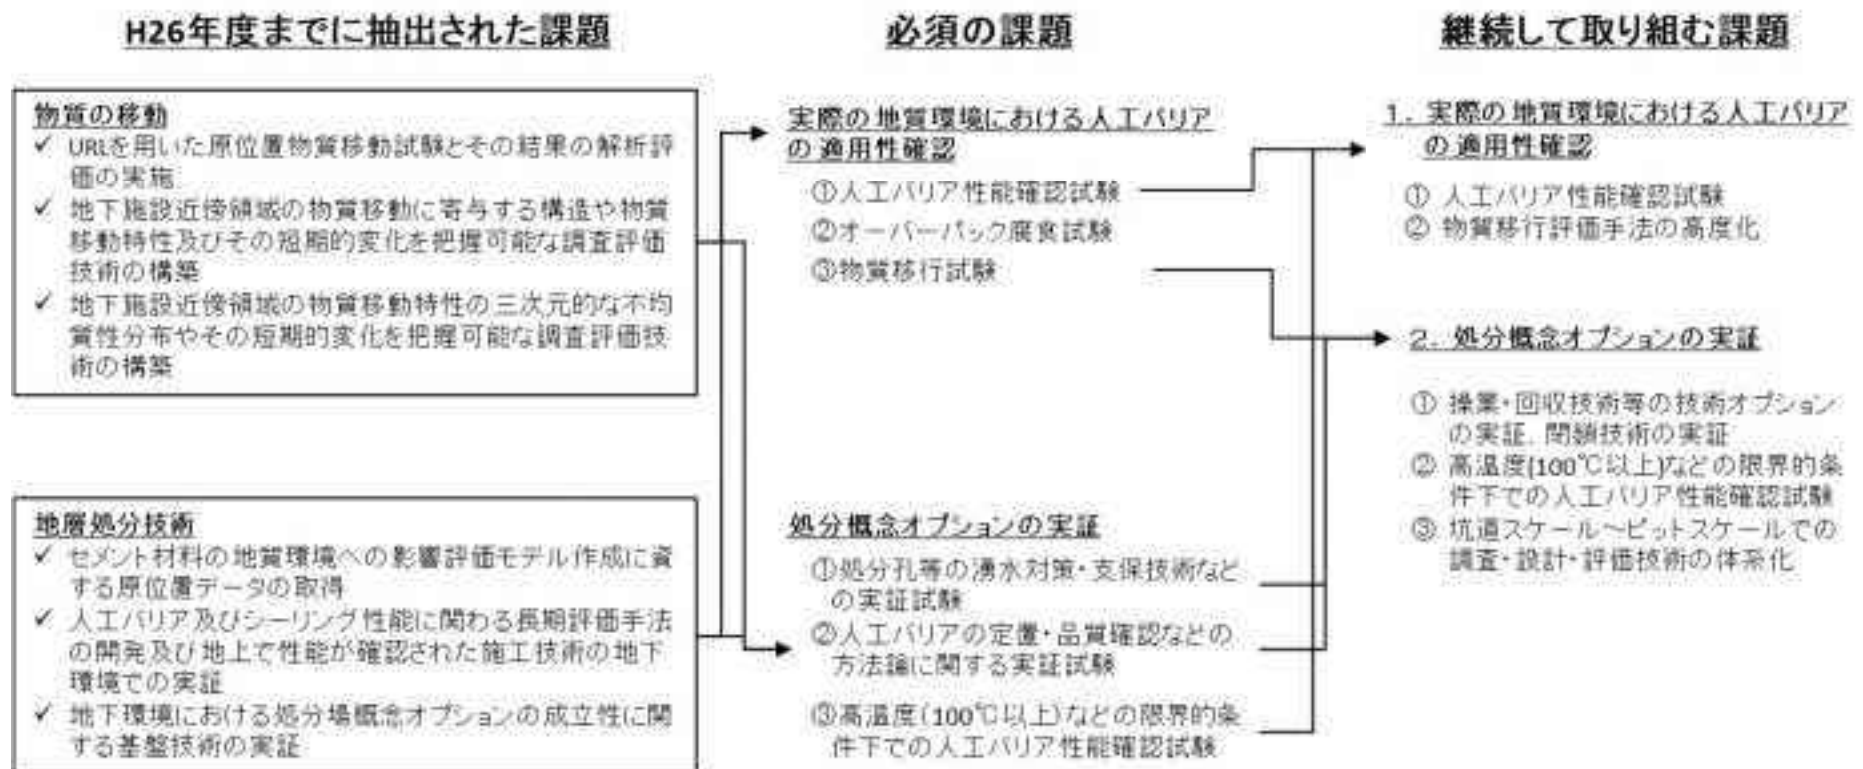 H26年度までに抽出された課題
物質の移動
✓ URLを用いた原位置物質移動試験とその結果の解析評
価の実施
✓ 地下施設近傍領域の物質移動に寄与する構造や物質
移動特性及びその短期的変化を把握可能な調査評価
技術の構築
✓ 地下施設近傍領域の物質移動特性の三次元的な不均
質性分布やその短期的変化を把握可能な調査評価技
術の構築
地層処分技術
✓ セメント材料の地質環境への影響評価モデル作成に資
する原位置データの取得
✓ 人工バリア及びシーリング性能に関わる長期評価手法
の開発及び地上で性能が確認された施工技術の地下
環境での実証
✓ 地下環境における処分場概念オプションの成立性に関
する基盤技術の実証
必須の課題
実際の地質環境における人工バリア
の適用性確認
①人工バリア性能確認試験
②オーバーパック腐食試験
③物質移行試験
処分概念オプションの実証
①処分孔等の湧水対策・支保技術など
の実証試験
②人工バリアの定置・品質確認などの
方法論に関する実証試験
③高温度(100℃以上)などの限界的条
件下での人工バリア性能確認試験
継続して取り組む課題
1. 実際の地質環境における人工バリア
の適用性確認
① 人工バリア性能確認試験
② 物質移行評価手法の高度化
2. 処分概念オプションの実証
① 操業・回収技術等の技術オプション
の実証，閉鎖技術の実証
② 高温度(100℃以上)などの限界的条
件下での人工バリア性能確認試験
③ 坑道スケール～ピットスケールでの
調査・設計・評価技術の体系化